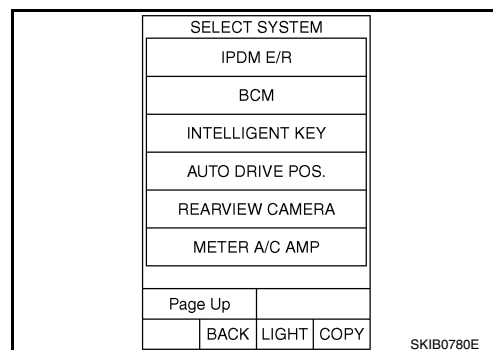 SELECT SYSTEM
IPDM E/R
BCM
INTELLIGENT KEY
AUTO DRIVE POS.
REARVIEW CAMERA
METER A/C AMP
Page Up
BACK LIGHT COPY
SKIB0780E